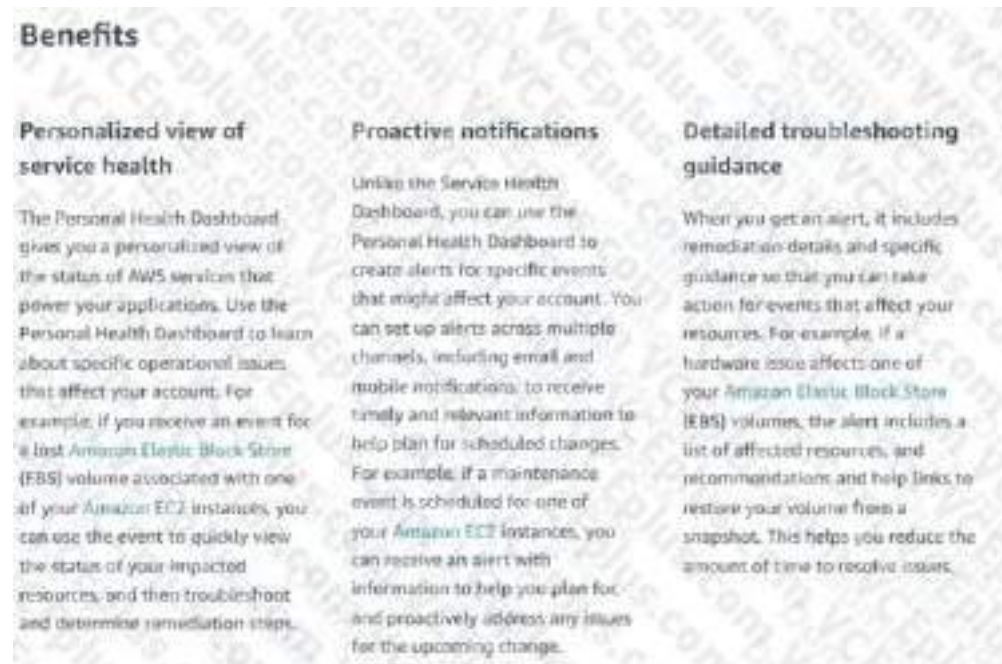 Benefits
Personalized view of
service health
The Personal Health Dashboard
gives you a personalized view of
the status of AWS services that
power your applications. Use the
Personal Health Dashboard to learn
about specific operational issues
that affect your account. For
example, if you receive an event for
a lost Amazon Elastic Block Store
(EBS) volume associated with one
of your Amazon EC2 instances, you
can use the event to quickly view
the status of your impacted
resources, and then troubleshoot
and determine remediation steps.
Proactive notifications
Unlike the Service Health
Dashboard, you can use the
Personal Health Dashboard to
create alerts for specific events
that might affect your account. You
can set up alerts across multiple
channels, including email and
mobile notifications, to receive
timely and relevant information to
help plan for scheduled changes.
For example, if a maintenance
event is scheduled for one of
your Amazon EC2 instances, you
can receive an alert with
information to help you plan for
and proactively address any issues
for the upcoming change.
Detailed troubleshooting
guidance
When you get an alert, it includes
remediation details and specific
guidance so that you can take
action for events that affect your
resources. For example, if a
hardware issue affects one of
your Amazon Elastic Block Store
(EBS) volumes, the alert includes a
list of affected resources, and
recommendations and help links to
restore your volume from a
snapshot. This helps you reduce the
amount of time to resolve issues.
VCEplus.com